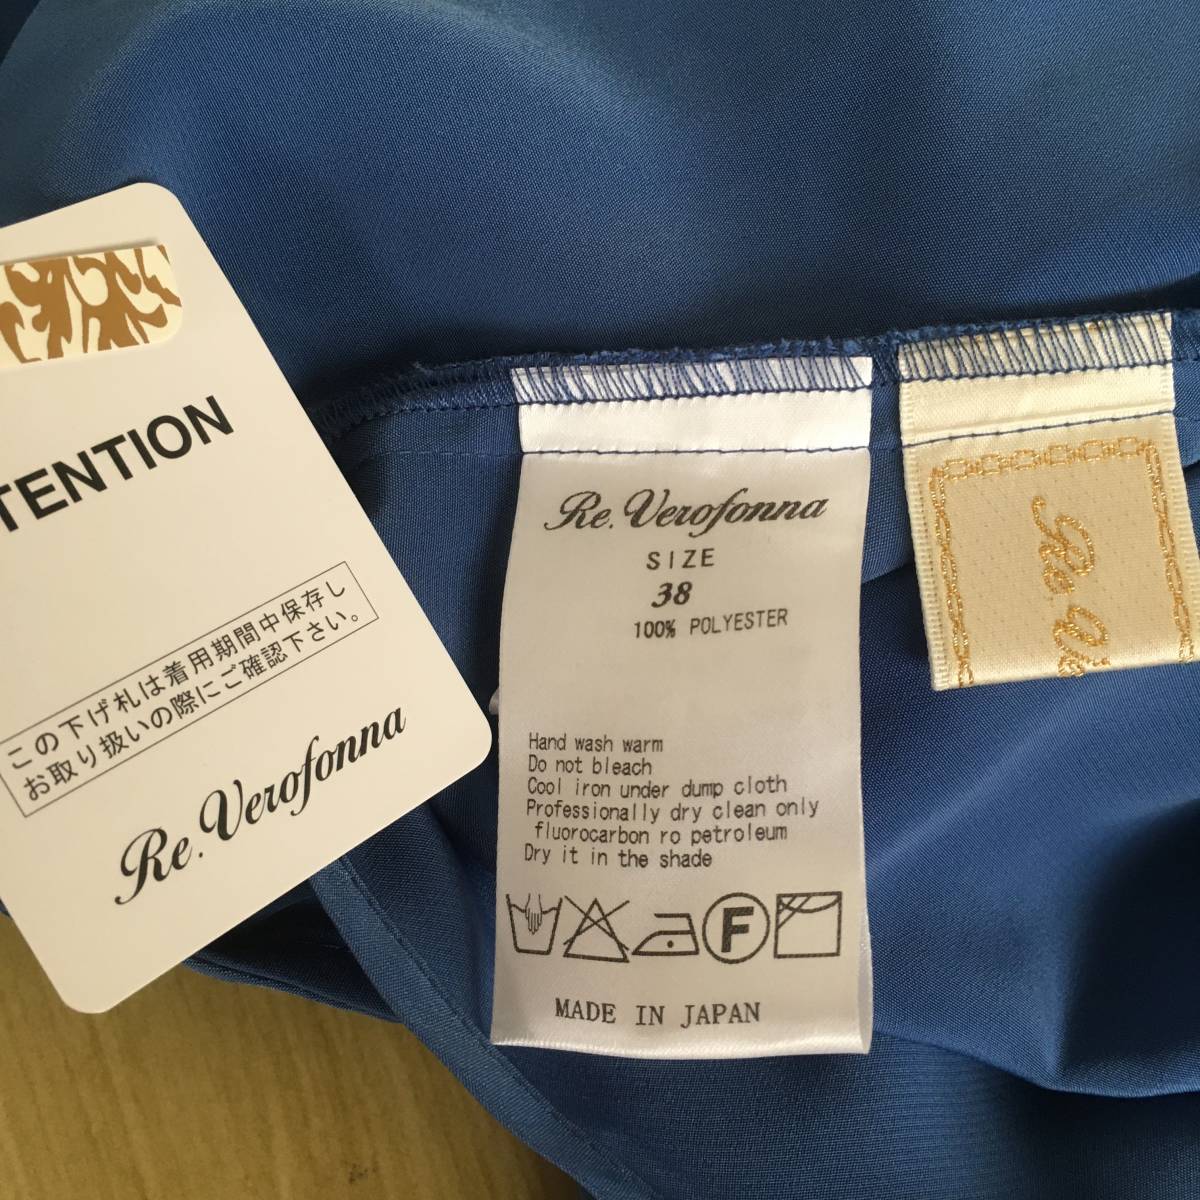 TENTION
この下げ札は着用期間中保存し
お取り扱いの際にご確認下さい。
Re. Verofonna
Re. Verofonna
SIZE
38
100% POLYESTER
Hand wash warm
Do not bleach
Cool iron under dump cloth
Professionally dry clean only
fluorocarbon ro petroleum
Dry it in the shade
F
MADE IN JAPAN
Re. Ve